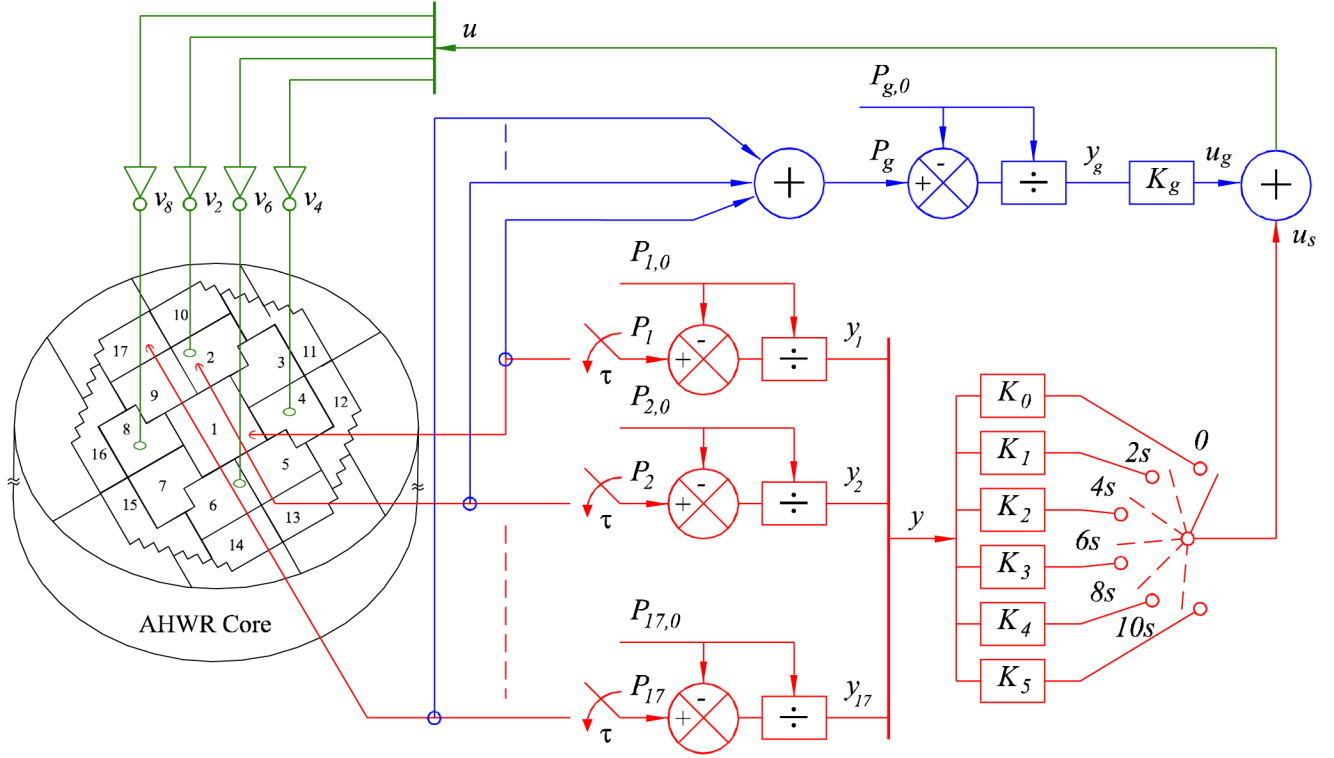 u
P_{g,0}
v_8
v_2
v_6
v_4
+
P_g
-
+
÷
y_g
K_g
u_g
+
u_s
10
17
2
11
3
9
4
12
8
1
16
5
7
15
6
13
14
AHWR Core
P_{1,0}
P_1
τ
-
+
÷
y_1
P_{2,0}
P_2
τ
-
+
÷
y_2
P_{17,0}
P_{17}
τ
-
+
÷
y_{17}
y
K_0
K_1
K_2
K_3
K_4
K_5
0
2s
4s
6s
8s
10s